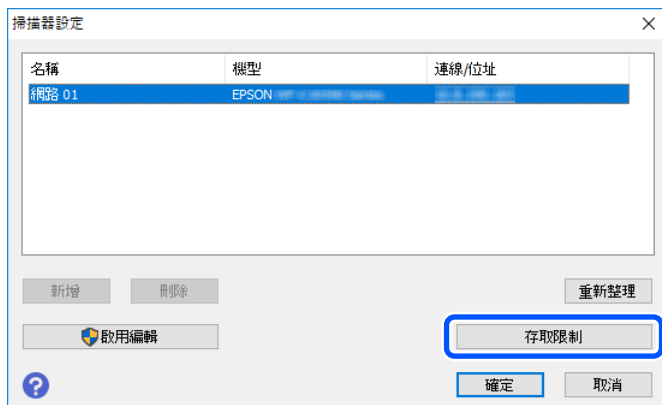 掃描器設定
名稱 機型 連線/位址
網路 01 EPSON
新增 刪除 重新整理
啟用編輯 存取限制
確定 取消